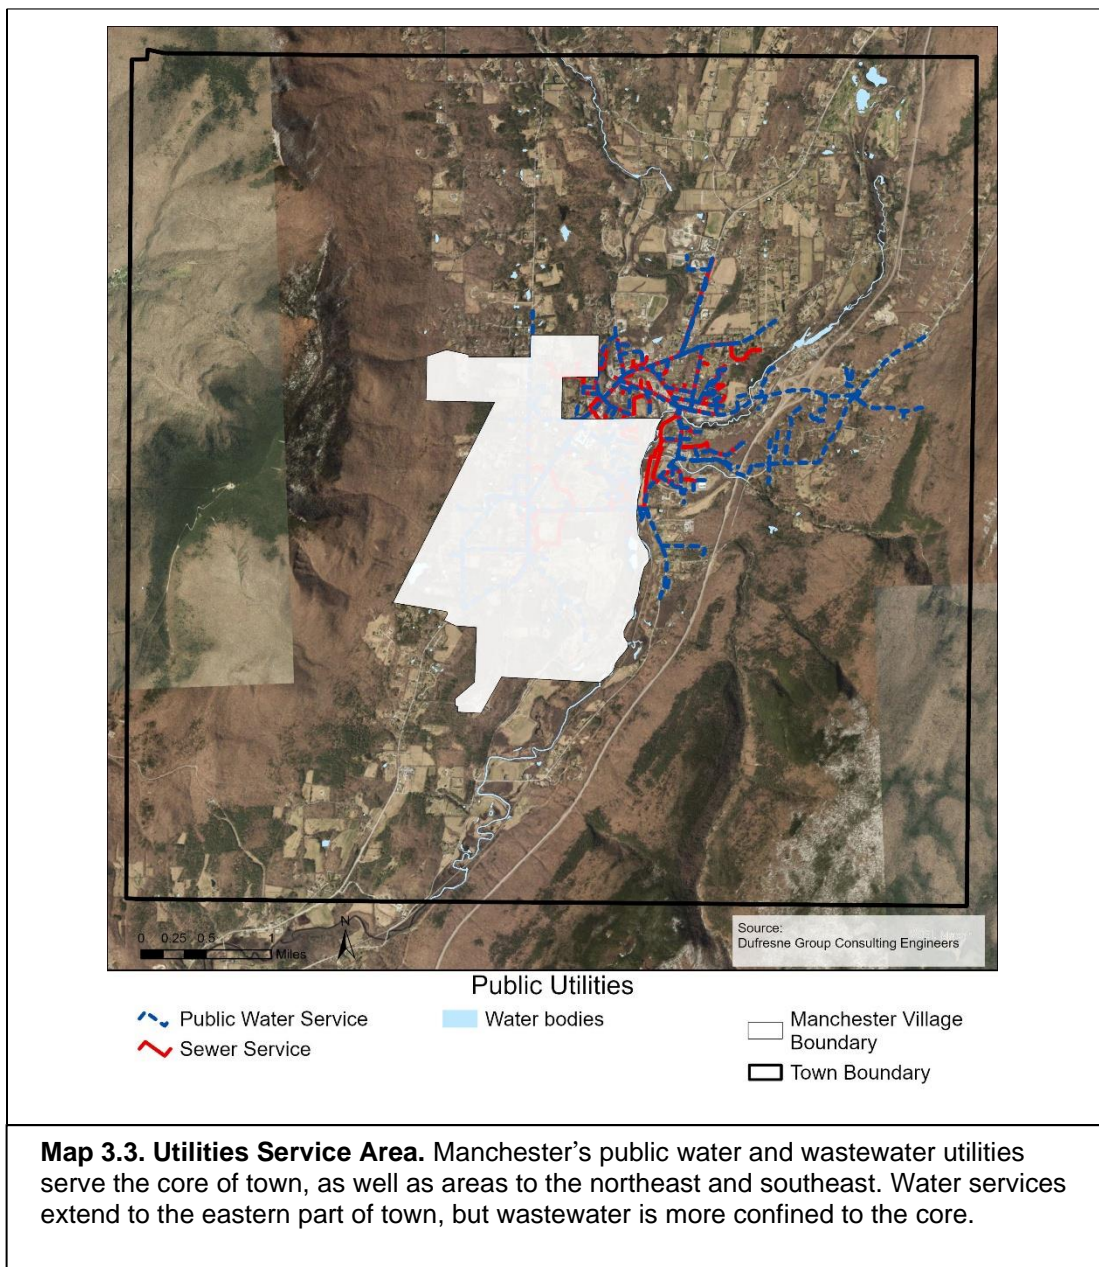 N
0 0.25 0.5 1
Miles
Source:
Dufresne Group Consulting Engineers
Public Utilities
Public Water Service
Sewer Service
Water bodies
Manchester Village
Boundary
Town Boundary
Map 3.3. Utilities Service Area. Manchester’s public water and wastewater utilities
serve the core of town, as well as areas to the northeast and southeast. Water services
extend to the eastern part of town, but wastewater is more confined to the core.